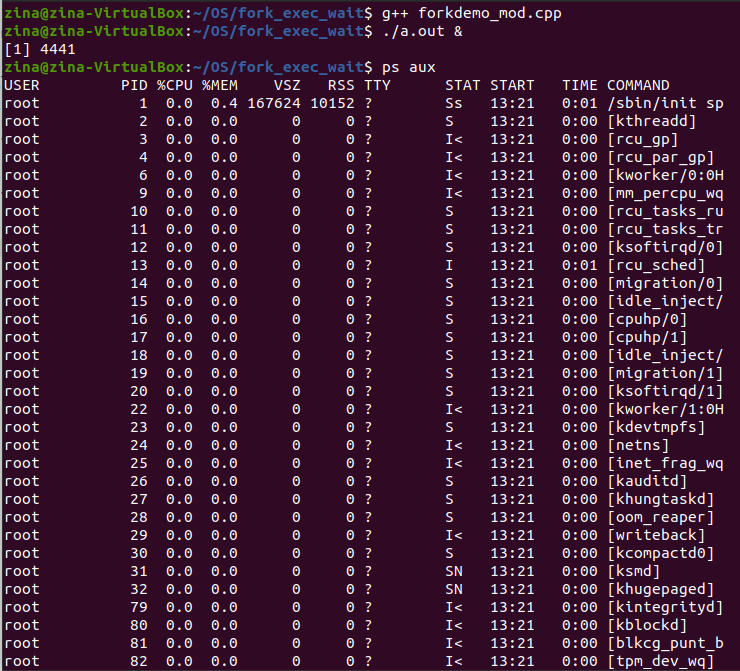 zina@zina-VirtualBox:~/OS/fork_exec_wait$ g++ forkdemo_mod.cpp
zina@zina-VirtualBox:~/OS/fork_exec_wait$ ./a.out &
[1] 4441
zina@zina-VirtualBox:~/OS/fork_exec_wait$ ps aux
USER PID %CPU %MEM VSZ RSS TTY STAT START TIME COMMAND
root 1 0.0 0.4 167624 10152 ? Ss 13:21 0:01 /sbin/init sp
root 2 0.0 0.0 0 0 ? S 13:21 0:00 [kthreadd]
root 3 0.0 0.0 0 0 ? I< 13:21 0:00 [rcu_gp]
root 4 0.0 0.0 0 0 ? I< 13:21 0:00 [rcu_par_gp]
root 6 0.0 0.0 0 0 ? I< 13:21 0:00 [kworker/0:0H
root 9 0.0 0.0 0 0 ? I< 13:21 0:00 [mm_percpu_wq
root 10 0.0 0.0 0 0 ? S 13:21 0:00 [rcu_tasks_ru
root 11 0.0 0.0 0 0 ? S 13:21 0:00 [rcu_tasks_tr
root 12 0.0 0.0 0 0 ? S 13:21 0:00 [ksoftirqd/0]
root 13 0.0 0.0 0 0 ? I 13:21 0:01 [rcu_sched]
root 14 0.0 0.0 0 0 ? S 13:21 0:00 [migration/0]
root 15 0.0 0.0 0 0 ? S 13:21 0:00 [idle_inject/
root 16 0.0 0.0 0 0 ? S 13:21 0:00 [cpuhp/0]
root 17 0.0 0.0 0 0 ? S 13:21 0:00 [cpuhp/1]
root 18 0.0 0.0 0 0 ? S 13:21 0:00 [idle_inject/
root 19 0.0 0.0 0 0 ? S 13:21 0:00 [migration/1]
root 20 0.0 0.0 0 0 ? S 13:21 0:00 [ksoftirqd/1]
root 22 0.0 0.0 0 0 ? I< 13:21 0:00 [kworker/1:0H
root 23 0.0 0.0 0 0 ? S 13:21 0:00 [kdevtmpfs]
root 24 0.0 0.0 0 0 ? I< 13:21 0:00 [netns]
root 25 0.0 0.0 0 0 ? I< 13:21 0:00 [inet_frag_wq
root 26 0.0 0.0 0 0 ? S 13:21 0:00 [kauditd]
root 27 0.0 0.0 0 0 ? S 13:21 0:00 [khungtaskd]
root 28 0.0 0.0 0 0 ? S 13:21 0:00 [oom_reaper]
root 29 0.0 0.0 0 0 ? I< 13:21 0:00 [writeback]
root 30 0.0 0.0 0 0 ? S 13:21 0:00 [kcompactd0]
root 31 0.0 0.0 0 0 ? SN 13:21 0:00 [ksmd]
root 32 0.0 0.0 0 0 ? SN 13:21 0:00 [khugepaged]
root 79 0.0 0.0 0 0 ? I< 13:21 0:00 [kintegrityd]
root 80 0.0 0.0 0 0 ? I< 13:21 0:00 [kblockd]
root 81 0.0 0.0 0 0 ? I< 13:21 0:00 [blkcg_punt_b
root 82 0.0 0.0 0 0 ? I< 13:21 0:00 [tpm_dev_wq]